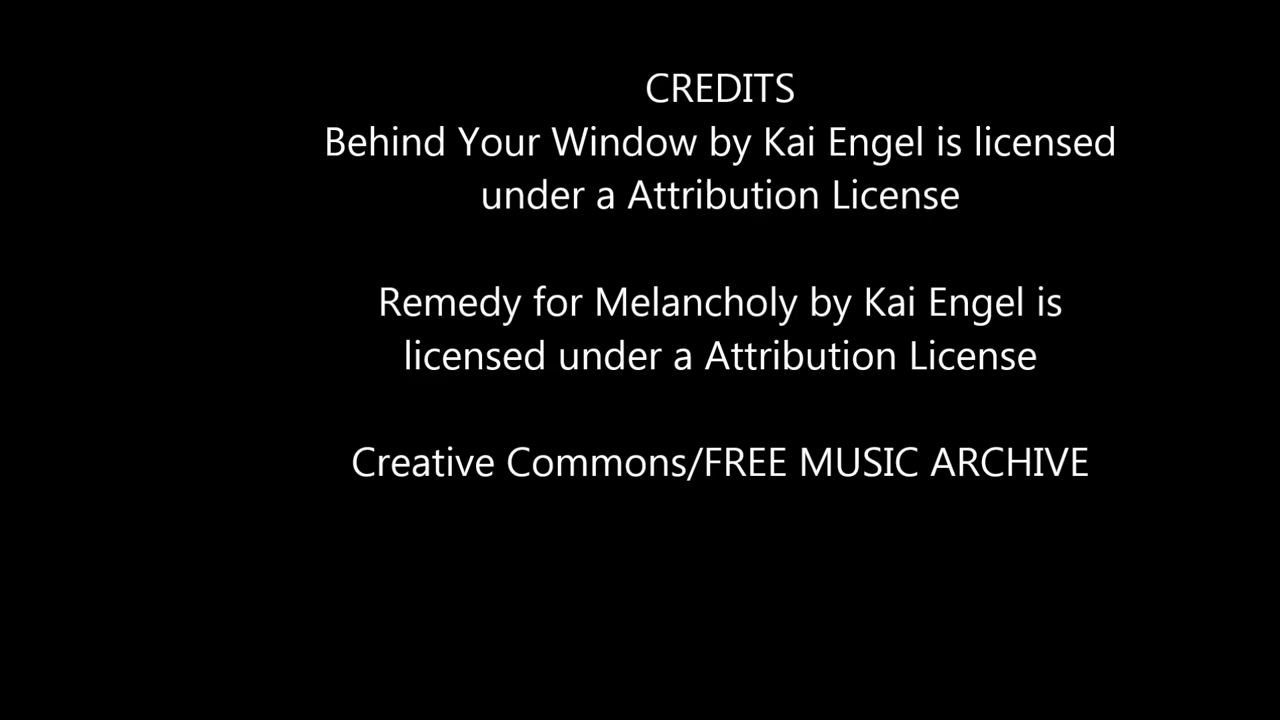 CREDITS
Behind Your Window by Kai Engel is licensed
under a Attribution License
Remedy for Melancholy by Kai Engel is
licensed under a Attribution License
Creative Commons/FREE MUSIC ARCHIVE